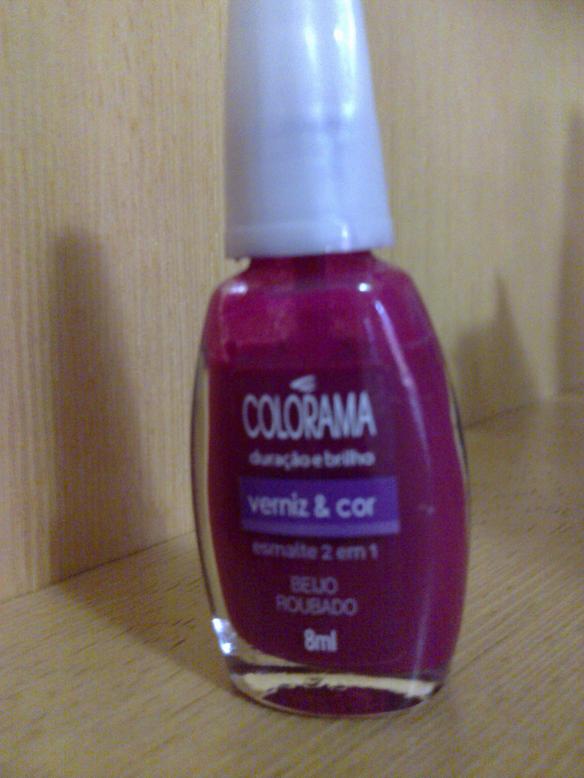 COLORAMA
duração e brilho
verniz & cor
esmalte 2 em 1
BEIJO
ROUBADO
8ml